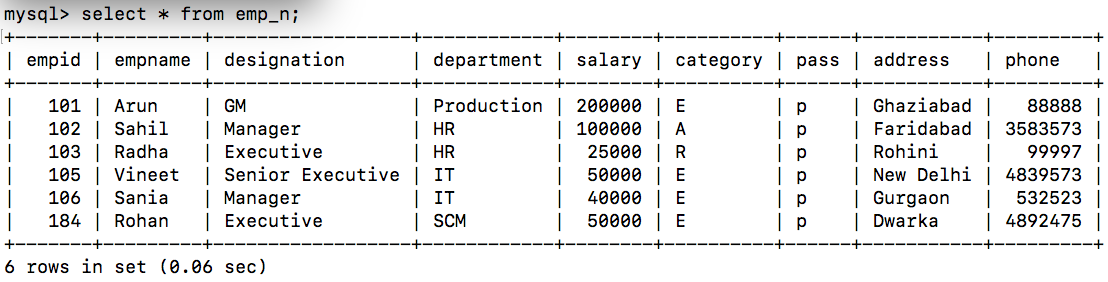 mysql> select * from emp_n;
+-------+---------+------------------+------------+--------+----------+------+-----------+---------+
| empid | empname | designation      | department | salary | category | pass | address   | phone   |
+-------+---------+------------------+------------+--------+----------+------+-----------+---------+
|   101 | Arun    | GM               | Production | 200000 | E        | p    | Ghaziabad |   88888 |
|   102 | Sahil   | Manager          | HR         | 100000 | A        | p    | Faridabad | 3583573 |
|   103 | Radha   | Executive        | HR         |  25000 | R        | p    | Rohini    |   99997 |
|   105 | Vineet  | Senior Executive | IT         |  50000 | E        | p    | New Delhi | 4839573 |
|   106 | Sania   | Manager          | IT         |  40000 | E        | p    | Gurgaon   |  532523 |
|   184 | Rohan   | Executive        | SCM        |  50000 | E        | p    | Dwarka    | 4892475 |
+-------+---------+------------------+------------+--------+----------+------+-----------+---------+
6 rows in set (0.06 sec)